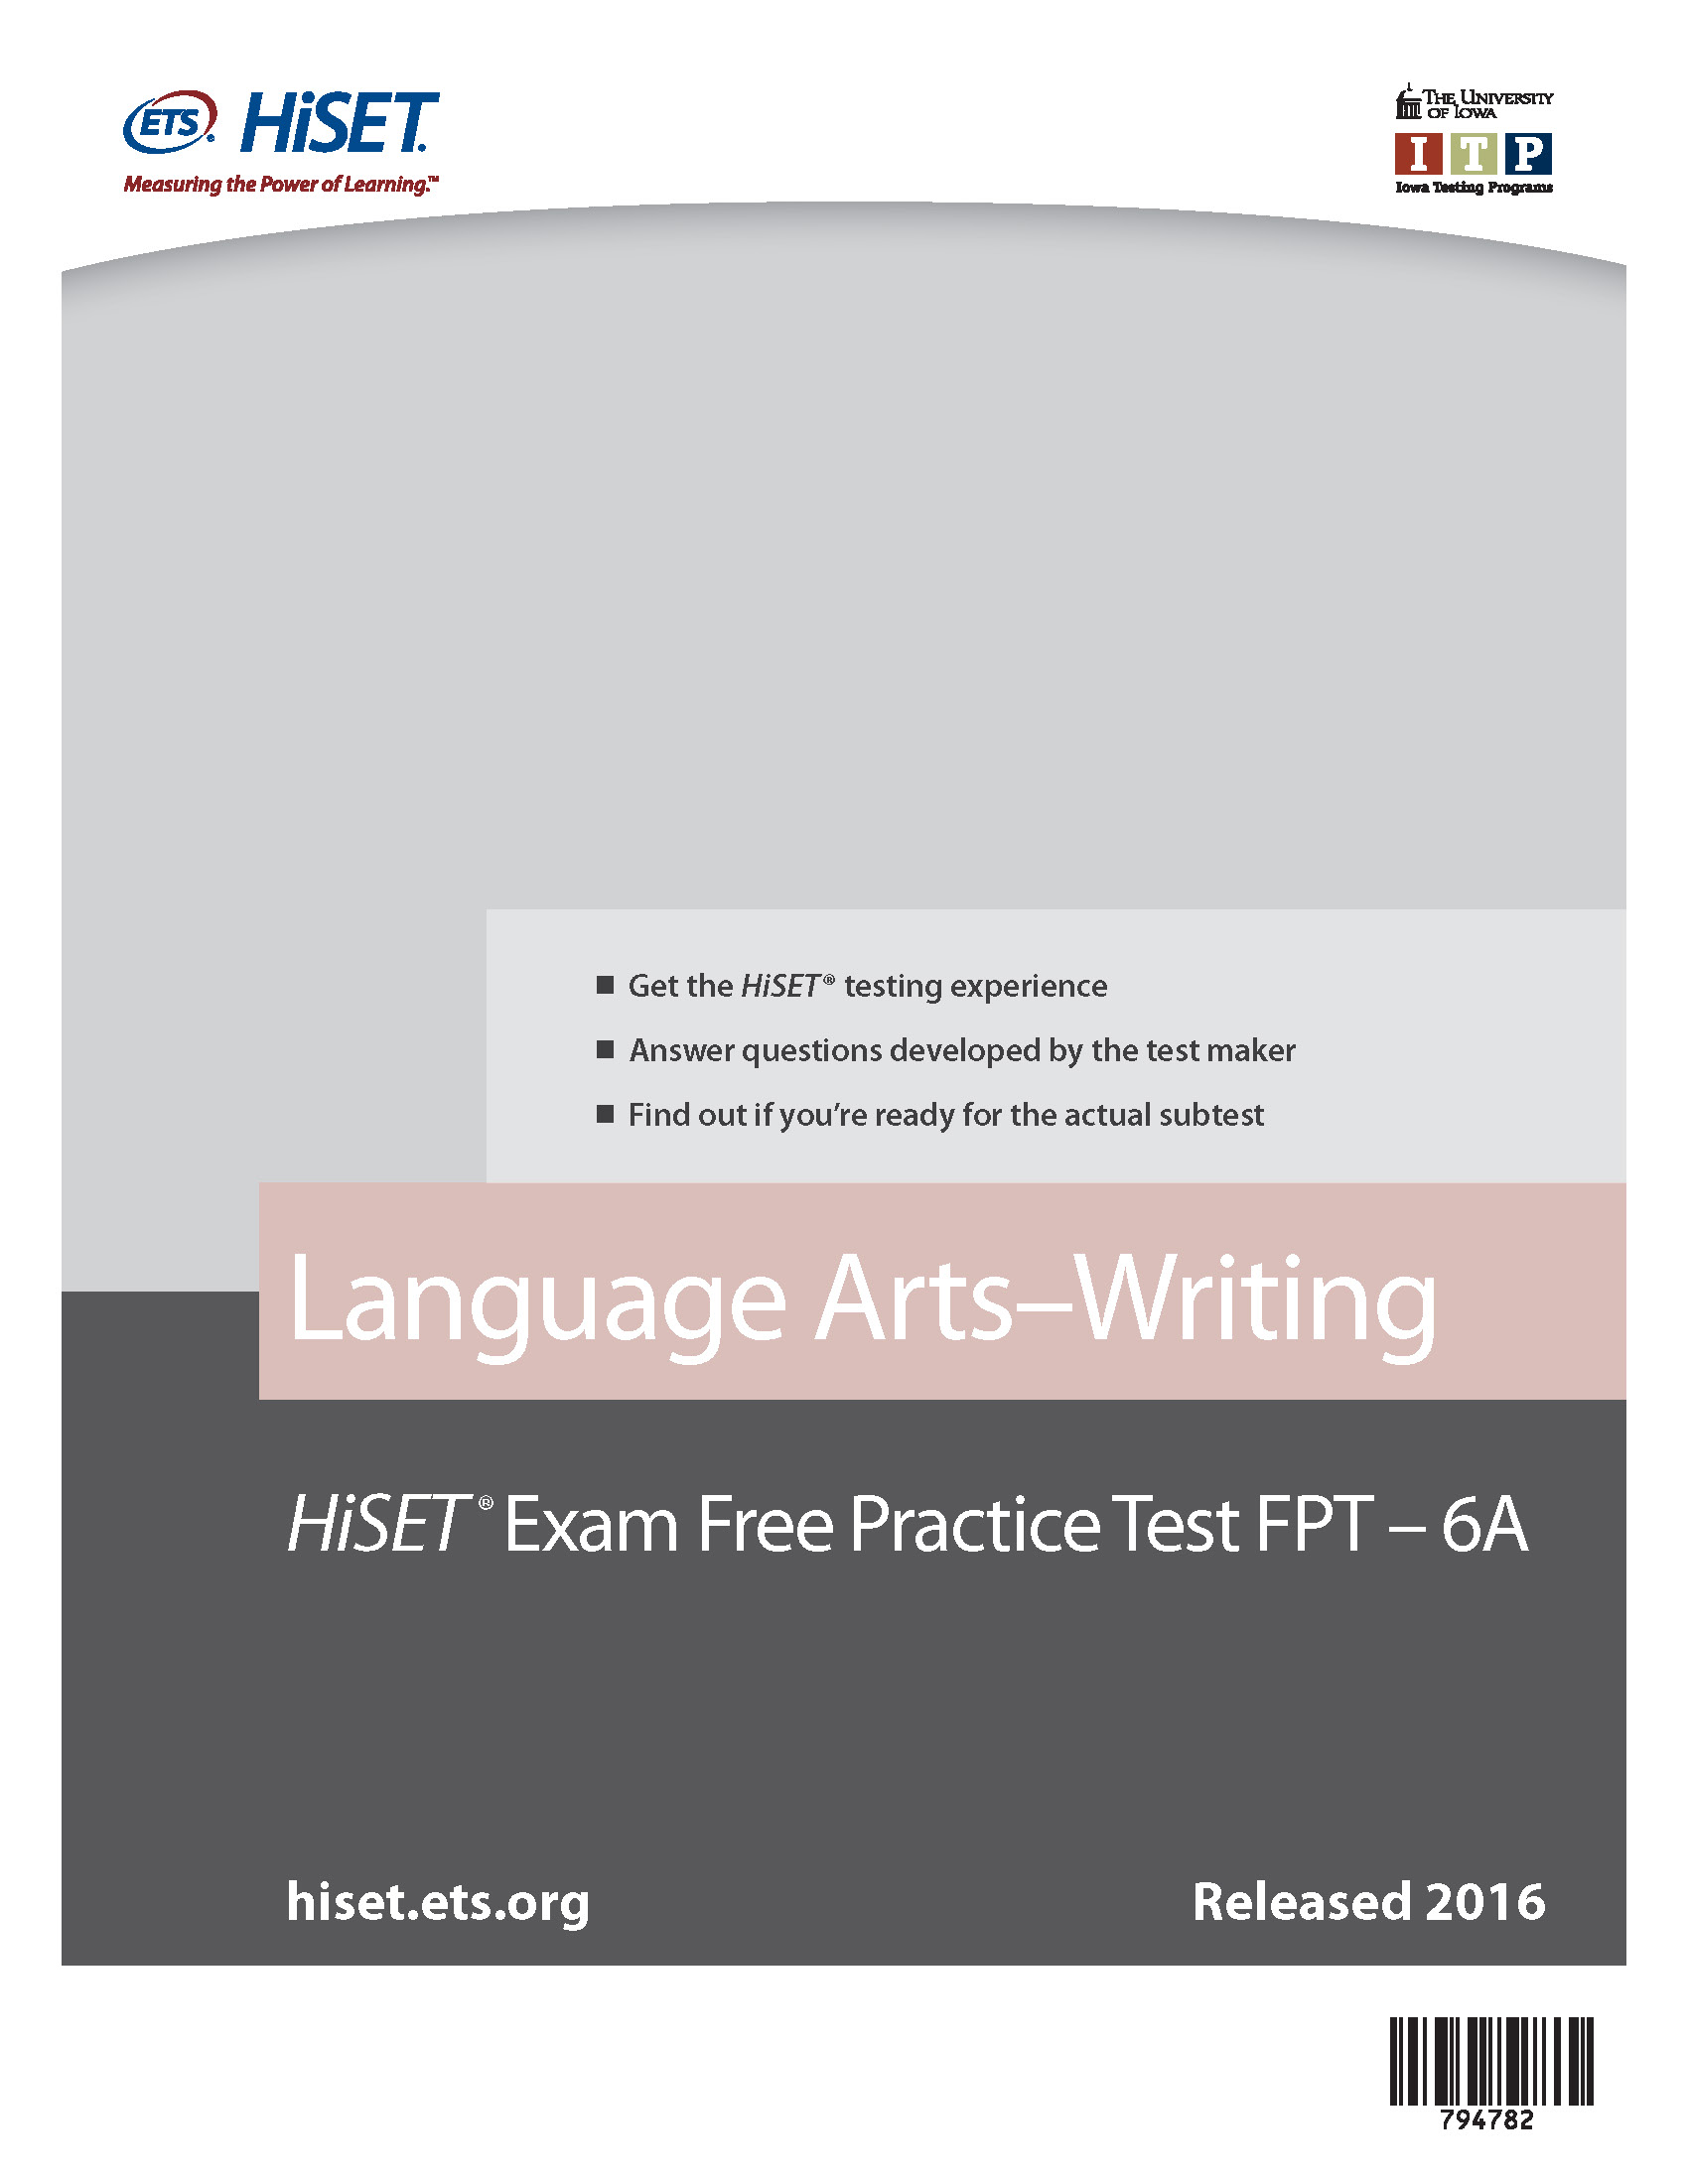 ETS® HiSET®
Measuring the Power of Learning.™
THE UNIVERSITY
OF IOWA
I T P
Iowa Testing Programs
■ Get the HiSET® testing experience
■ Answer questions developed by the test maker
■ Find out if you’re ready for the actual subtest
Language Arts–Writing
HiSET® Exam Free Practice Test FPT – 6A
hiset.ets.org
Released 2016
794782